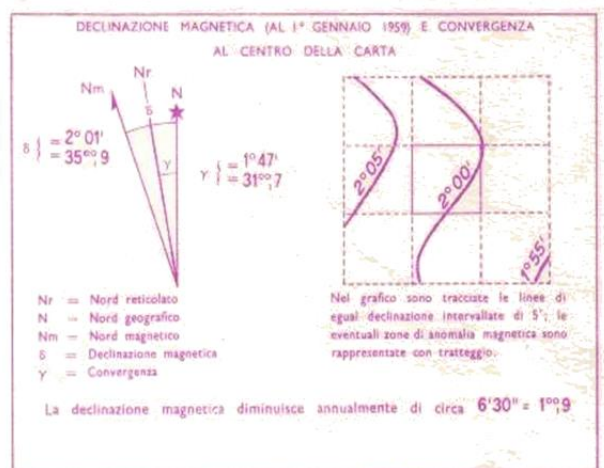 DECLINAZIONE MAGNETICA (AL 1° GENNAIO 1959) E CONVERGENZA
AL CENTRO DELLA CARTA
Nm
Nr
N
δ
γ
δ { = 2° 01'
= 35°°,9
γ { = 1° 47'
= 31°°,7
2° 05'
2° 00'
1° 55'
Nr = Nord reticolato
N = Nord geografico
Nm = Nord magnetico
δ = Declinazione magnetica
γ = Convergenza
Nel grafico sono tracciate le linee di
egual declinazione intervallate di 5'; le
eventuali zone di anomalia magnetica sono
rappresentate con tratteggio.
La declinazione magnetica diminuisce annualmente di circa 6'30" = 1°°,9